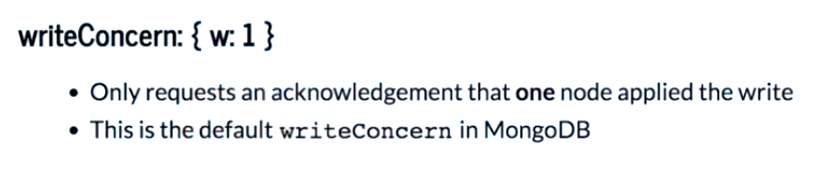 writeConcern: { w: 1 }
• Only requests an acknowledgement that one node applied the write
• This is the default writeConcern in MongoDB